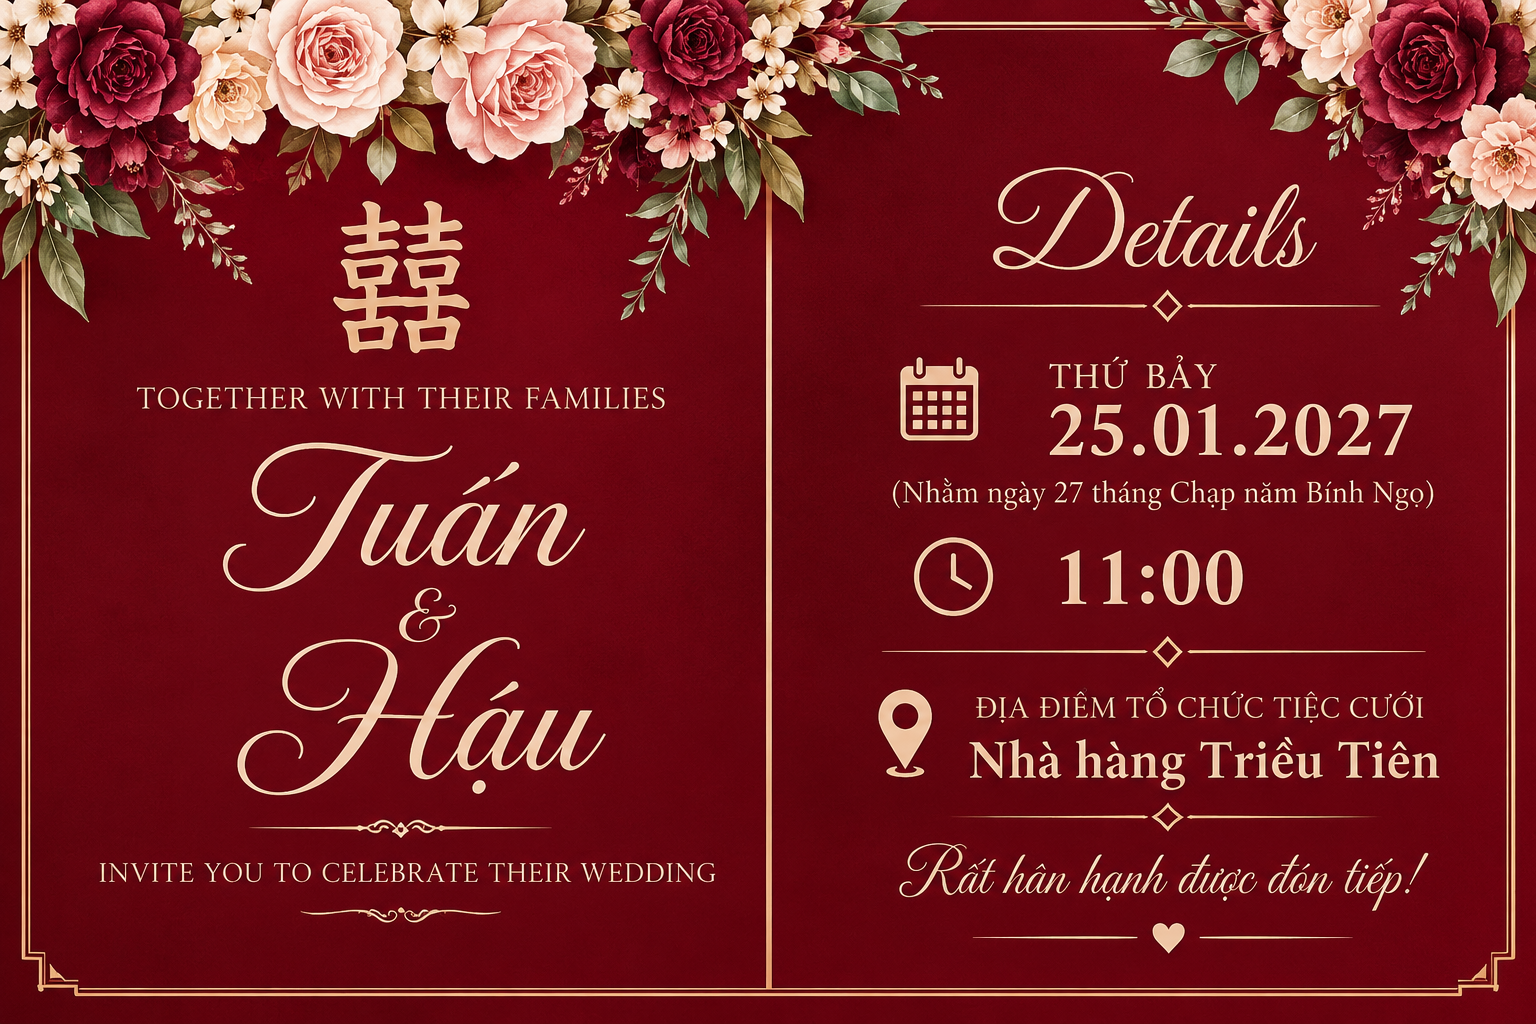 囍
TOGETHER WITH THEIR FAMILIES
Tuấn
&
Hậu
INVITE YOU TO CELEBRATE THEIR WEDDING
Details
THỨ BẢY
25.01.2027
(Nhằm ngày 27 tháng Chạp năm Bính Ngọ)
11:00
ĐỊA ĐIỂM TỔ CHỨC TIỆC CƯỚI
Nhà hàng Triều Tiên
Rất hân hạnh được đón tiếp!